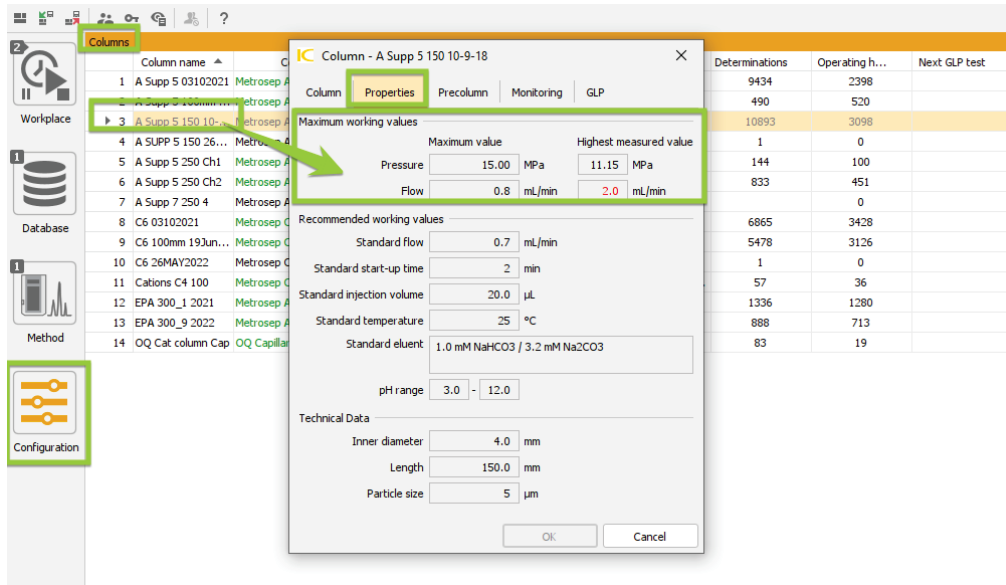 ?
Columns
2
Workplace
1
Database
1
Method
Configuration
Column name
Determinations
Operating h...
Next GLP test
1 A Supp 5 03102021 Metrosep A 9434 2398
2 A Supp 5 100mm ... Metrosep A 490 520
3 A Supp 5 150 10-... Metrosep A 10893 3098
4 A SUPP 5 150 26... Metrosep A 1 0
5 A Supp 5 250 Ch1 Metrosep A 144 100
6 A Supp 5 250 Ch2 Metrosep A 833 451
7 A Supp 7 250 4 Metrosep A 0
8 C6 03102021 Metrosep C 6865 3428
9 C6 100mm 19Jun... Metrosep C 5478 3126
10 C6 26MAY2022 Metrosep C 1 0
11 Cations C4 100 Metrosep C 57 36
12 EPA 300_1 2021 Metrosep A 1336 1280
13 EPA 300_9 2022 Metrosep A 888 713
14 OQ Cat column Cap OQ Capillar 83 19
IC Column - A Supp 5 150 10-9-18
Column Properties Precolumn Monitoring GLP
Maximum working values
Maximum value Highest measured value
Pressure 15.00 MPa 11.15 MPa
Flow 0.8 mL/min 2.0 mL/min
Recommended working values
Standard flow 0.7 mL/min
Standard start-up time 2 min
Standard injection volume 20.0 µL
Standard temperature 25 °C
Standard eluent 1.0 mM NaHCO3 / 3.2 mM Na2CO3
pH range 3.0 - 12.0
Technical Data
Inner diameter 4.0 mm
Length 150.0 mm
Particle size 5 µm
OK Cancel